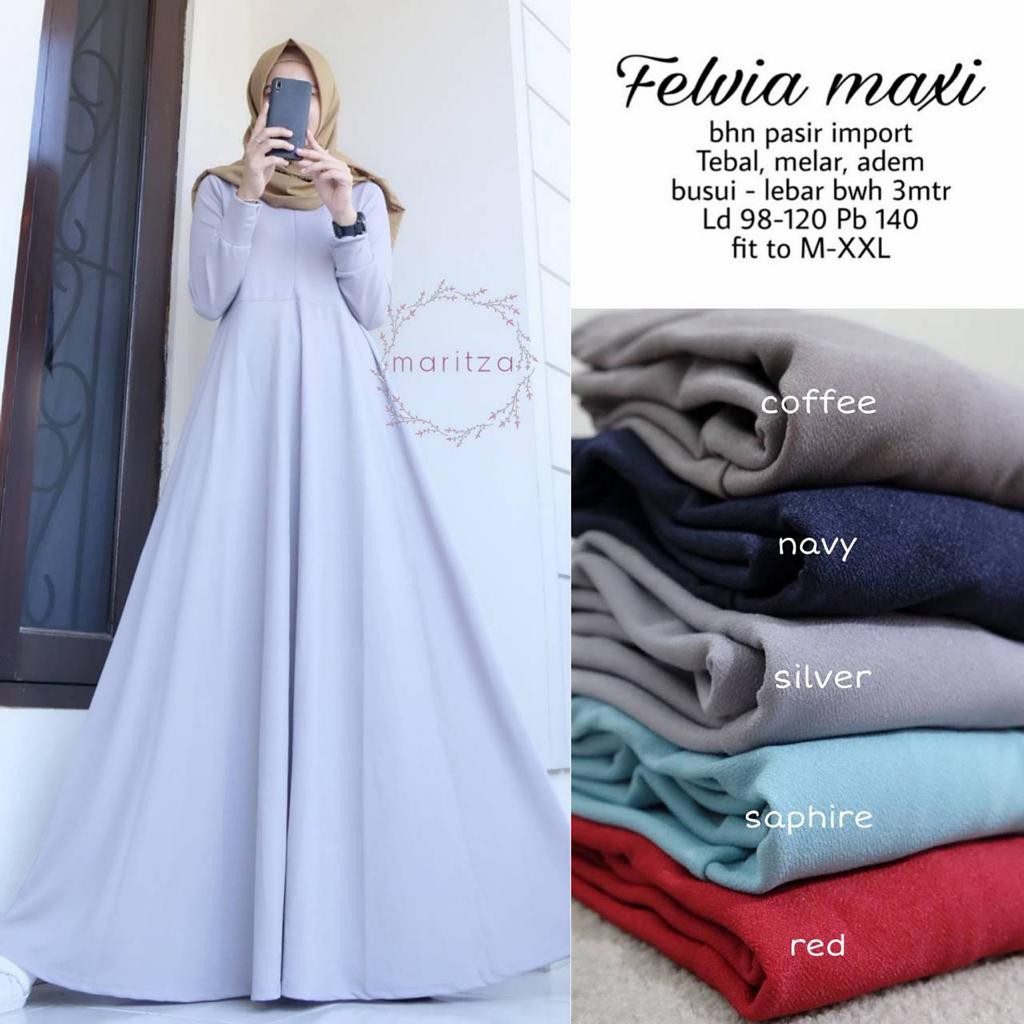 Felvia maxi
bhn pasir import
Tebal, melar, adem
busui - lebar bwh 3mtr
Ld 98-120 Pb 140
fit to M-XXL
maritza
coffee
navy
silver
saphire
red